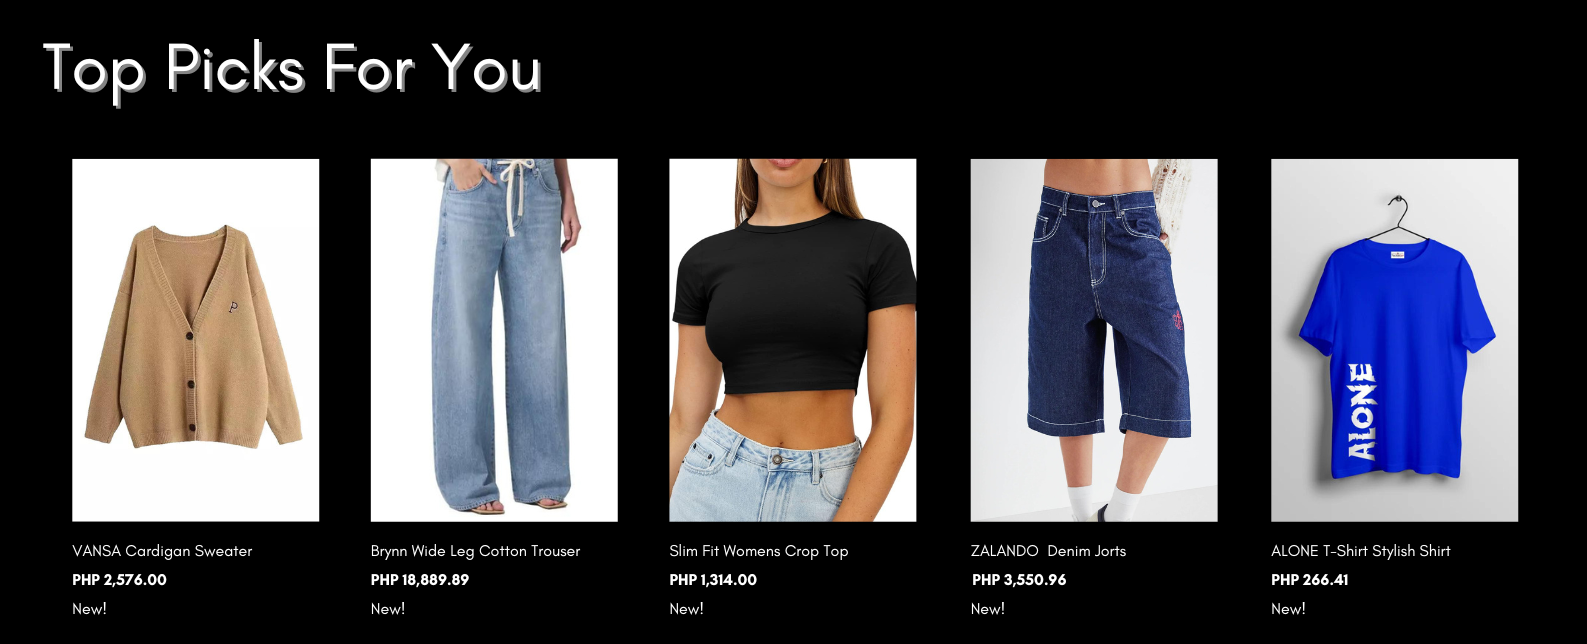 Top Picks For You
P
ALONE
VANSA Cardigan Sweater
PHP 2,576.00
New!
Brynn Wide Leg Cotton Trouser
PHP 18,889.89
New!
Slim Fit Womens Crop Top
PHP 1,314.00
New!
ZALANDO Denim Jorts
PHP 3,550.96
New!
ALONE T-Shirt Stylish Shirt
PHP 266.41
New!